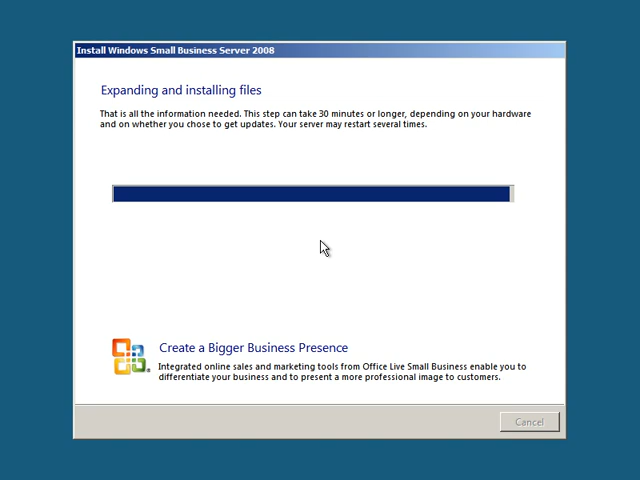 Install Windows Small Business Server 2008
Expanding and installing files
That is all the information needed. This step can take 30 minutes or longer, depending on your hardware
and on whether you chose to get updates. Your server may restart several times.
Create a Bigger Business Presence
Integrated online sales and marketing tools from Office Live Small Business enable you to
differentiate your business and to present a more professional image to customers.
Cancel